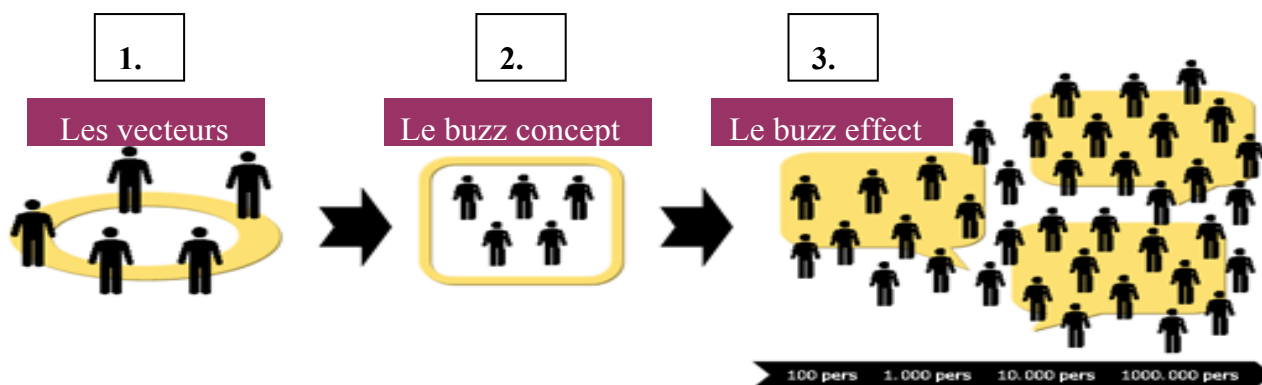 1.
2.
3.
Les vecteurs
Le buzz concept
Le buzz effect
100 pers 1.000 pers 10.000 pers 1000.000 pers